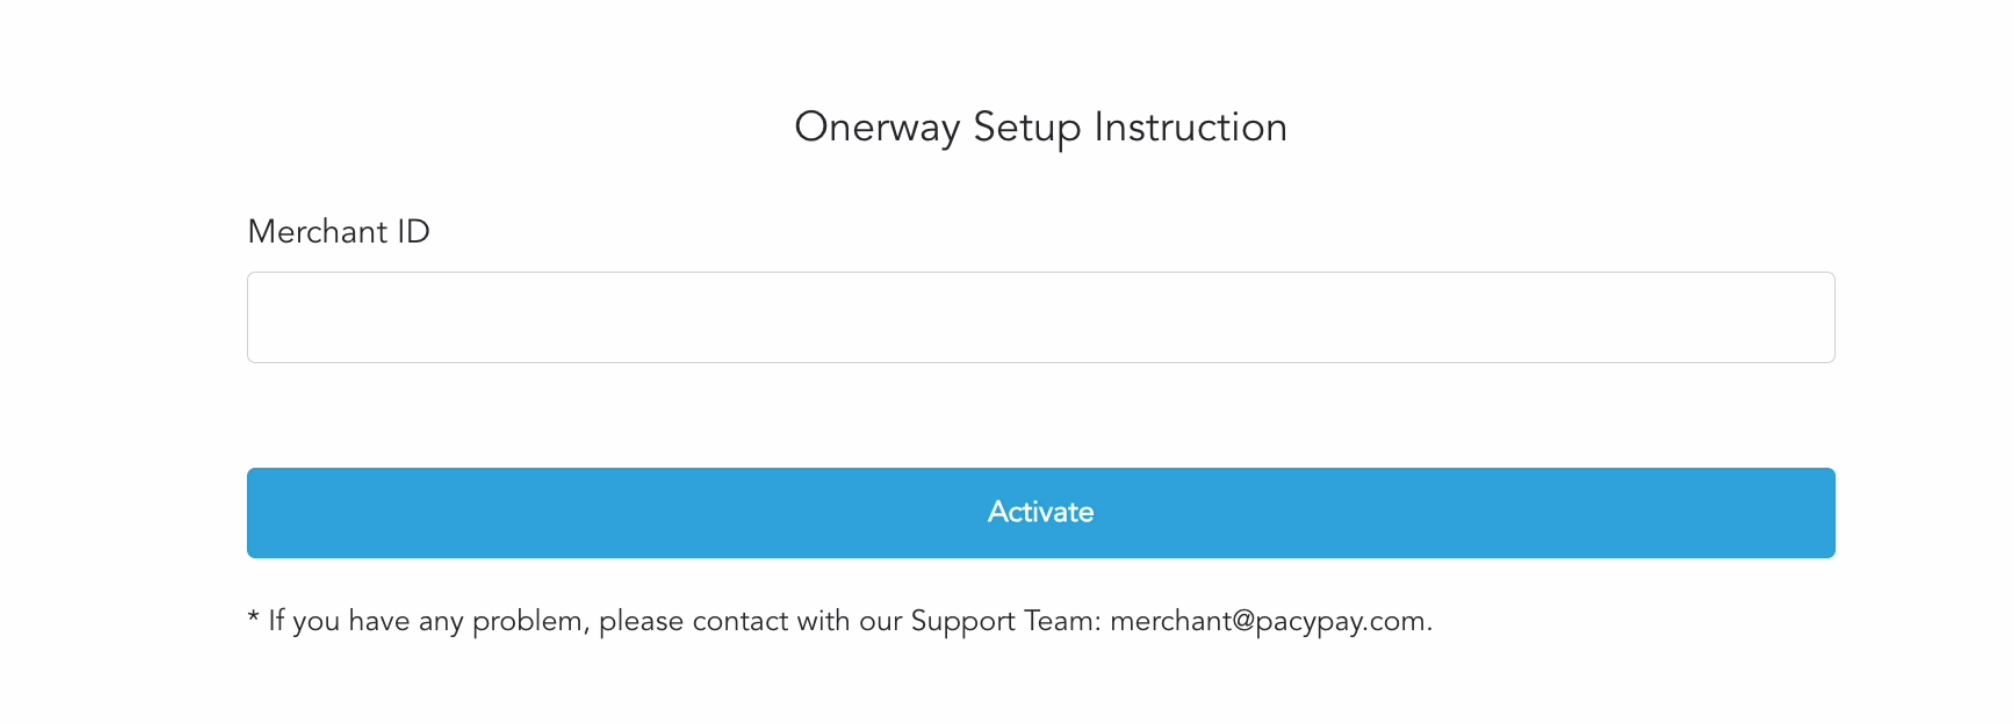 Onerway Setup Instruction
Merchant ID
Activate
* If you have any problem, please contact with our Support Team: merchant@pacypay.com.